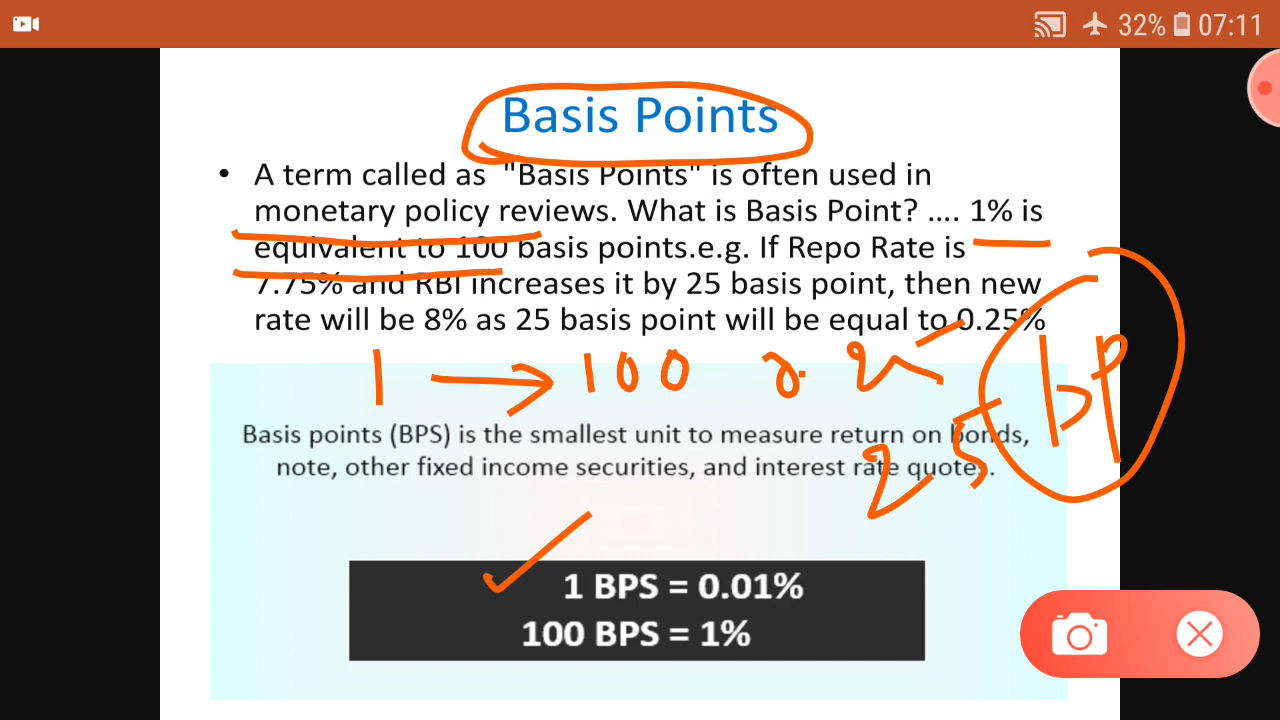 32% 07:11
Basis Points
• A term called as "Basis Points" is often used in
monetary policy reviews. What is Basis Point? .... 1% is
equivalent to 100 basis points.e.g. If Repo Rate is
7.75% and RBI increases it by 25 basis point, then new
rate will be 8% as 25 basis point will be equal to 0.25%
1 → 100 0.25
25 bp
Basis points (BPS) is the smallest unit to measure return on bonds,
note, other fixed income securities, and interest rate quotes.
1 BPS = 0.01%
100 BPS = 1%